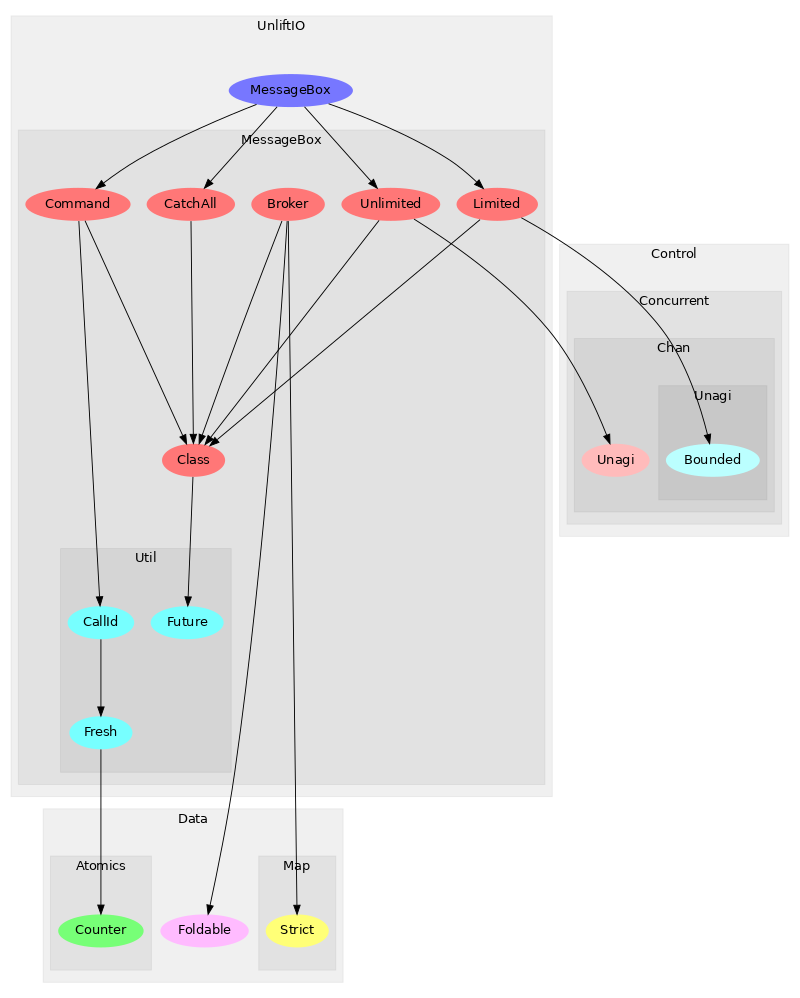 UnliftIO
MessageBox
MessageBox
Command
CatchAll
Broker
Unlimited
Limited
Control
Concurrent
Chan
Unagi
Class
Unagi
Bounded
Util
CallId
Future
Fresh
Data
Atomics
Map
Counter
Foldable
Strict